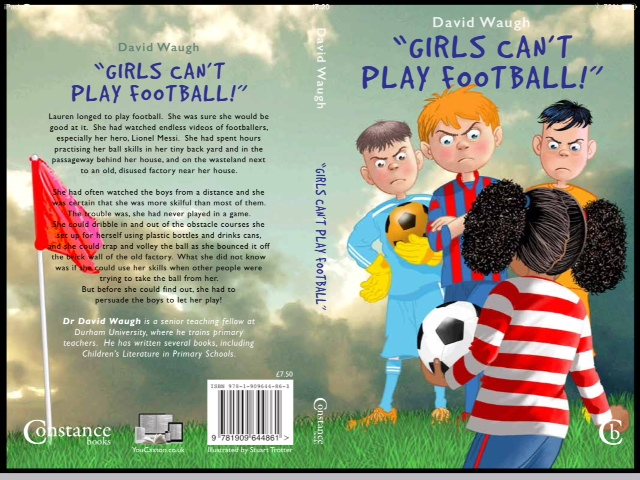 David Waugh
"GIRLS CAN'T
PLAY FOOTBALL!"
Lauren longed to play football. She was sure she would be
good at it. She had watched endless videos of footballers,
especially her hero, Lionel Messi. She had spent hours
practising her ball skills in her tiny back yard and in the
passageway behind her house, and on the wasteland next
to an old, disused factory near her house.
She had often watched the boys from a distance and she
was certain that she was more skilful than most of them.
The trouble was, she had never played in a game.
She could dribble in and out of the obstacle courses she
set up for herself using plastic bottles and drinks cans,
and she could trap and volley the ball as she bounced it off
the brick wall of the old factory. What she did not know
was if she could use her skills when other people were
trying to take the ball from her.
But before she could find out, she had to
persuade the boys to let her play!
Dr David Waugh is a senior teaching fellow at
Durham University, where he trains primary
teachers. He has written several books, including
Children's Literature in Primary Schools.
£7.50
ISBN 978-1-909644-86-1
9 781909 644861 >
Constance
books
YouCaxton.co.uk
Illustrated by Stuart Trotter
David Waugh
"GIRLS CAN'T PLAY FOOTBALL"
Constance
David Waugh
"GIRLS CAN'T
PLAY FOOTBALL!"
Cb